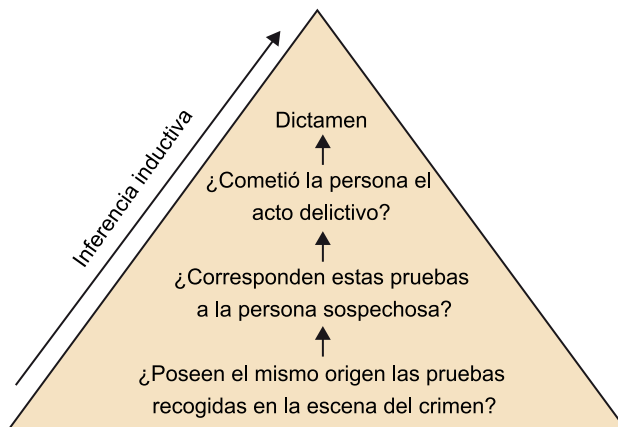 Inferencia inductiva
Dictamen
¿Cometió la persona el
acto delictivo?
¿Corresponden estas pruebas
a la persona sospechosa?
¿Poseen el mismo origen las pruebas
recogidas en la escena del crimen?